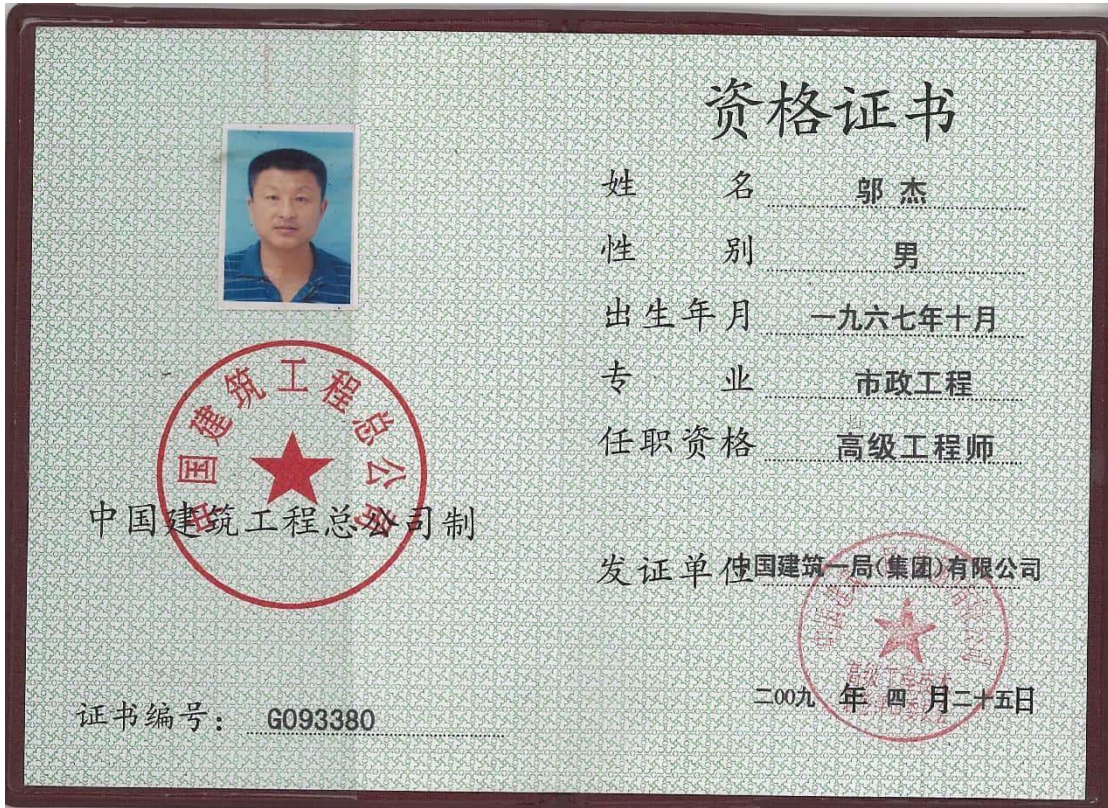 资格证书
姓名 邬杰
性别 男
出生年月 一九六七年十月
专业 市政工程
任职资格 高级工程师
中国建筑工程总公司
中国建筑工程总公司制
发证单位 中国建筑一局(集团)有限公司
二00九 年 四 月二十五日
证书编号: G093380